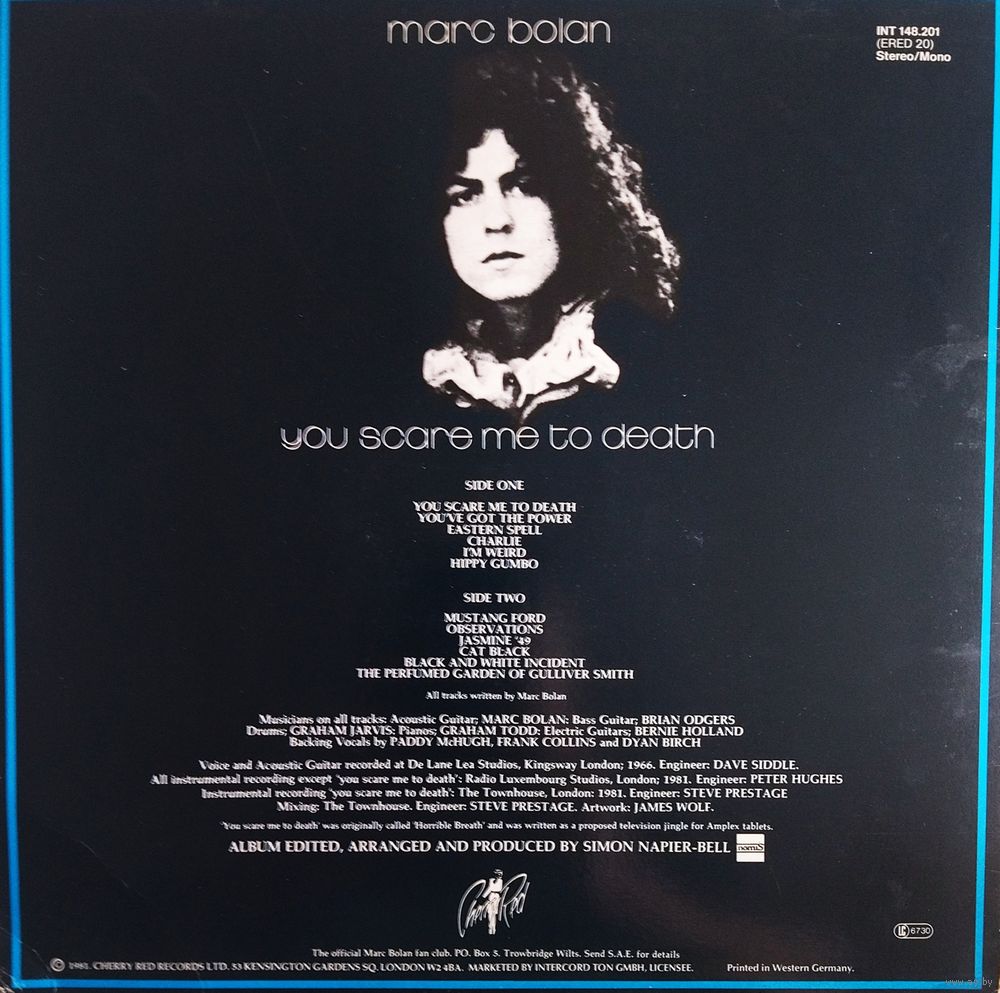 marc bolan
INT 148.201
(ERED 20)
Stereo/Mono
you scare me to death
SIDE ONE
YOU SCARE ME TO DEATH
YOU'VE GOT THE POWER
EASTERN SPELL
CHARLIE
I'M WEIRD
HIPPY GUMBO
SIDE TWO
MUSTANG FORD
OBSERVATIONS
JASMINE '49
CAT BLACK
BLACK AND WHITE INCIDENT
THE PERFUMED GARDEN OF GULLIVER SMITH
All tracks written by Marc Bolan
Musicians on all tracks: Acoustic Guitar; MARC BOLAN: Bass Guitar; BRIAN ODGERS
Drums; GRAHAM JARVIS: Pianos; GRAHAM TODD: Electric Guitars; BERNIE HOLLAND
Backing Vocals by PADDY McHUGH, FRANK COLLINS and DYAN BIRCH
Voice and Acoustic Guitar recorded at De Lane Lea Studios, Kingsway London; 1966. Engineer: DAVE SIDDLE.
All instrumental recording except 'you scare me to death': Radio Luxembourg Studios, London; 1981. Engineer: PETER HUGHES
Instrumental recording 'you scare me to death': The Townhouse, London: 1981. Engineer: STEVE PRESTAGE
Mixing: The Townhouse. Engineer: STEVE PRESTAGE. Artwork: JAMES WOLF.
'You scare me to death' was originally called 'Horrible Breath' and was written as a proposed television jingle for Amplex tablets.
ALBUM EDITED, ARRANGED AND PRODUCED BY SIMON NAPIER-BELL nomis
Cherry Red
LC 6730
The official Marc Bolan fan club. PO. Box 5. Trowbridge Wilts. Send S.A.E. for details
© 1981. CHERRY RED RECORDS LTD. 53 KENSINGTON GARDENS SQ. LONDON W2 4BA. MARKETED BY INTERCORD TON GMBH, LICENSEE. Printed in Western Germany.